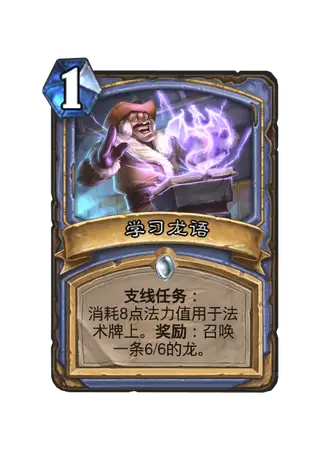 1
学习龙语
支线任务：
消耗8点法力值用于法
术牌上。奖励：召唤
一条6/6的龙。